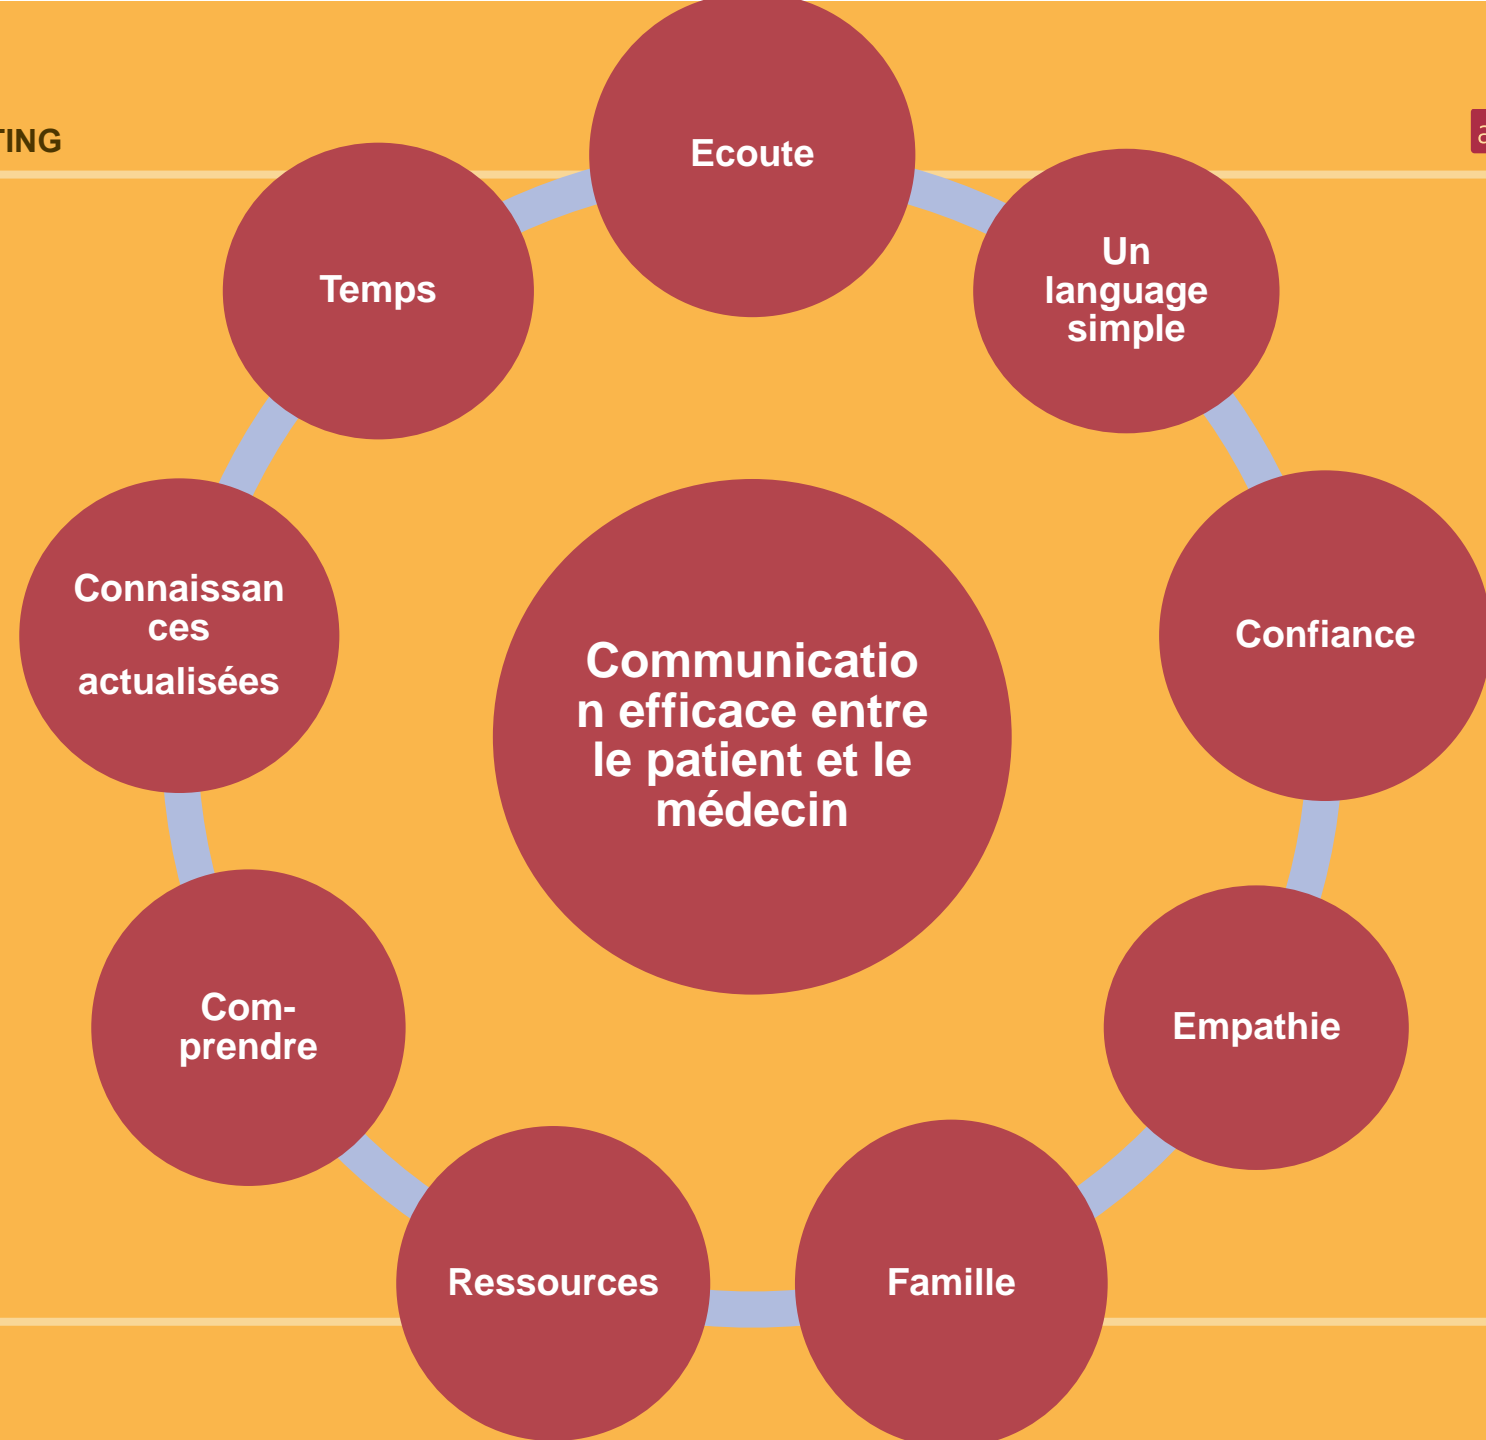 TING
Ecoute
Un
language
simple
Temps
Confiance
Connaissan
ces
actualisées
Communicatio
n efficace entre
le patient et le
médecin
Empathie
Com-
prendre
Ressources
Famille